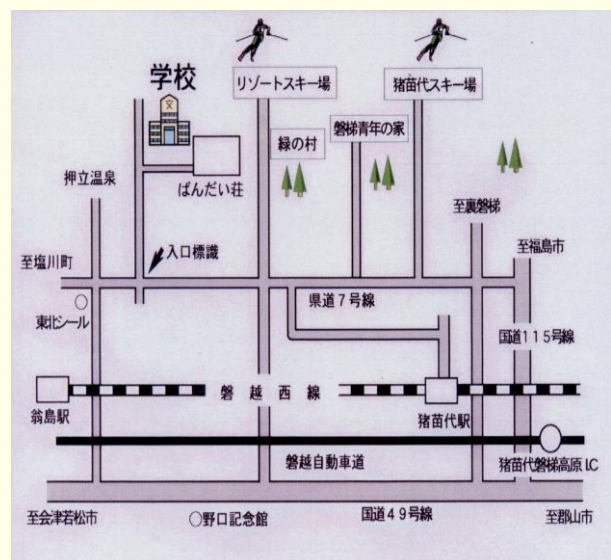 学校
文
リゾートスキー場
猪苗代スキー場
緑の村
磐梯青年の家
ばんだい荘
押立温泉
至裏磐梯
至福島市
入口標識
至塩川町
県道7号線
東北シール
国道115号線
磐越西線
翁島駅
猪苗代駅
磐越自動車道
猪苗代磐梯高原I.C
至会津若松市
野口記念館
国道49号線
至郡山市